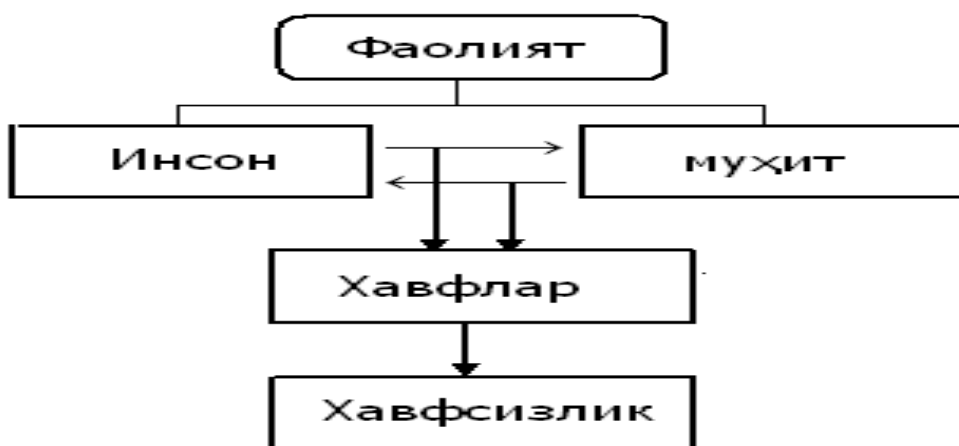 Фаолият
Инсон
муҳит
Хавфлар
Хавфсизлик